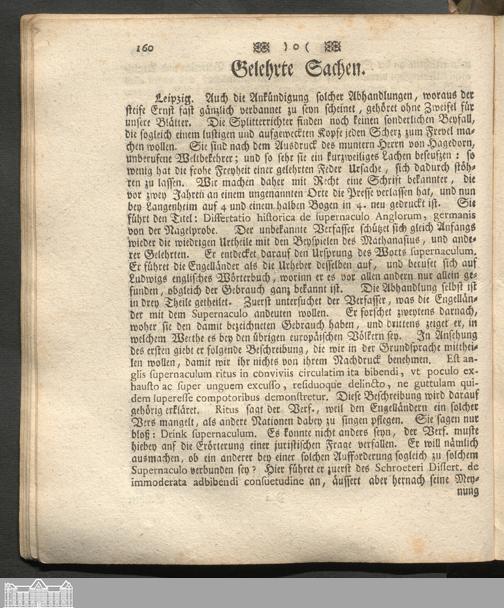 160 ) o (
Gelehrte Sachen.
Leipzig. Auch die Ankündigung solcher Abhandlungen, woraus der
steife Ernst fast gänzlich verbannet zu seyn scheinet, gehöret ohne Zweifel für
unsere Blätter. Die Splitterrichter finden noch keinen sonderlichen Beyfall,
die sogleich einem lustigen und aufgeweckten Kopfe jeden Scherz zum Frevel ma-
chen wollen. Sie sind nach dem Ausdruck des muntern Herrn von Hagedorn,
unberufene Weltbekehrer; und so sehr sie ein kurzweiliges Lachen beseufzen: so
wenig hat die frohe Freyheit einer gelehrten Feder Ursache, sich dadurch stöh-
ren zu lassen. Wir machen daher mit Recht eine Schrift bekannter, die
vor zwey Jahren an einem ungenannten Orte die Presse verlassen hat, und nun
bey Langenheim auf 4 und einem halben Bogen in 4. neu gedruckt ist. Sie
führt den Titel: Dissertatio historica de supernaculo Anglorum, germanis
von der Nagelprobe. Der unbekannte Verfasser schützet sich gleich Anfangs
wieder die wiedrigen Urtheile mit den Beyspielen des Mathanasius, und ande-
rer Gelehrten. Er entdecket darauf den Ursprung des Worts supernaculum.
Er führet die Engelländer als die Urheber desselben auf, und berufet sich auf
Ludwigs englisches Wörterbuch, worinn er es vor allen andern nur allein ge-
funden, obgleich der Gebrauch ganz bekannt ist. Die Abhandlung selbst ist
in drey Theile getheilet. Zuerst untersuchet der Verfasser, was die Engellän-
der mit dem Supernaculo andeuten wollen. Er forschet zweytens darnach,
woher sie den damit bezeichneten Gebrauch haben, und drittens zeiget er, in
welchem Werthe es bey den übrigen europäischen Völkern sey. In Ansehung
des ersten giebt er folgende Beschreibung, die wir in der Grundsprache mitthei-
len wollen, damit wir ihr nichts von ihrem Nachdruck benehmen. Est an-
glis supernaculum ritus in conviviis circulatim ita bibendi, vt poculo ex-
hausto ac super unguem excusso, residuoque delincto, ne guttulam qui-
dem superesse compotoribus demonstretur. Diese Beschreibung wird darauf
gehörig erkläret. Ritus sagt der Verf., weil den Engelländern ein solcher
Vers mangelt, als andere Nationen dabey zu singen pflegen. Sie sagen nur
bloß: Drink supernaculum. Es konnte nicht anders seyn, der Verf. muste
hiebey auf die Erörterung einer juristischen Frage verfallen. Er will nämlich
ausmachen, ob ein anderer bey einer solchen Aufforderung sogleich zu solchem
Supernaculo verbunden sey? Hier führet er zuerst des Schroeteri Dissert. de
immoderata adbibendi consuetudine an, äussert aber hernach seine Mey-
nung